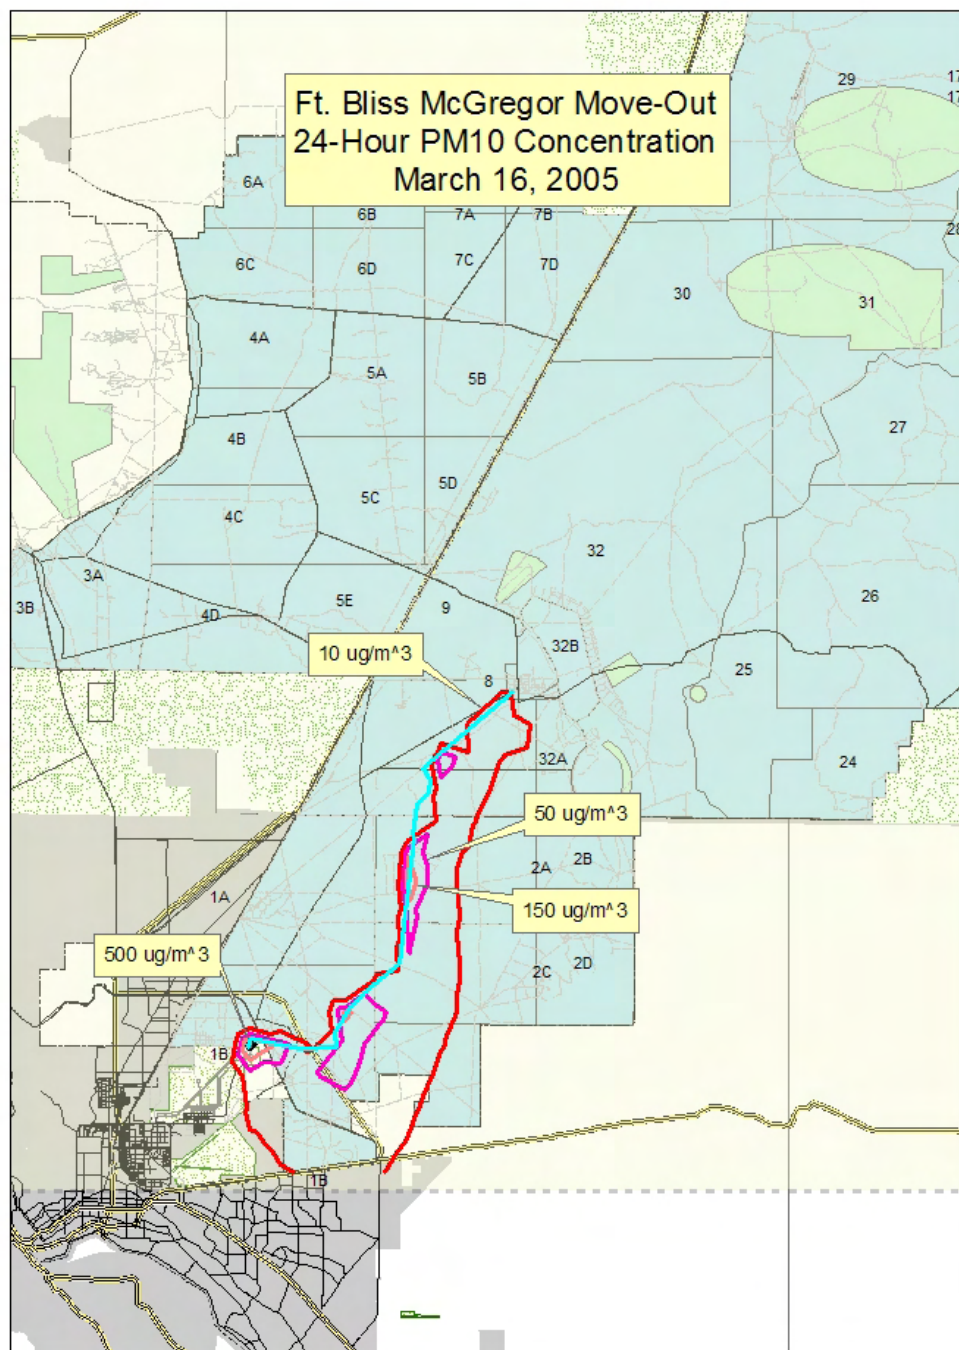 Ft. Bliss McGregor Move-Out
24-Hour PM10 Concentration
March 16, 2005
29
17
17
6A
6B
7A
7B
28
6C
6D
7C
7D
30
31
4A
5A
5B
4B
27
4C
5C
5D
32
3A
3B
4D
5E
9
26
10 ug/m^3
32B
8
25
32A
24
50 ug/m^3
2A
2B
1A
150 ug/m^3
500 ug/m^3
2C
2D
1B
1B